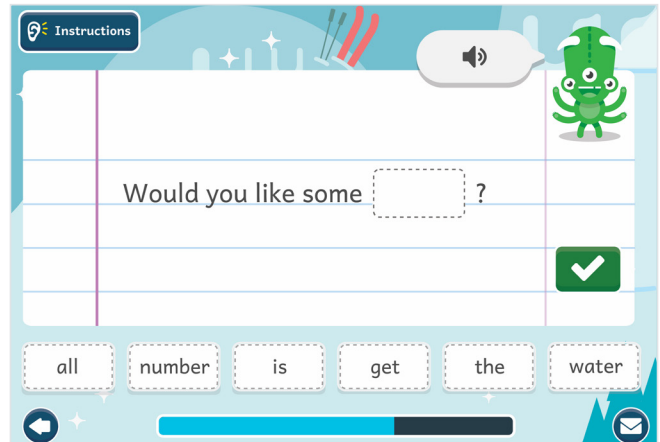 Instructions
Would you like some ?
all number is get the water